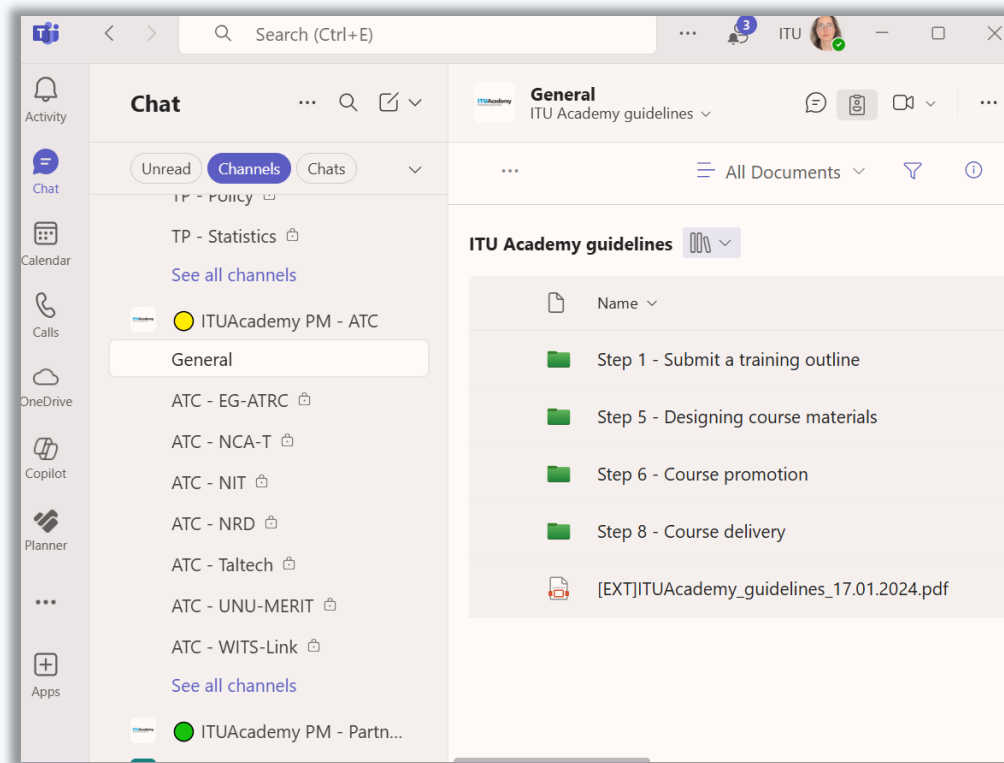 Search (Ctrl+E)
3
ITU
Activity
Chat
Calendar
Calls
OneDrive
Copilot
Planner
Apps
Chat
Unread
Channels
Chats
TP - Policy
TP - Statistics
See all channels
ITUAcademy PM - ATC
General
ATC - EG-ATRC
ATC - NCA-T
ATC - NIT
ATC - NRD
ATC - Taltech
ATC - UNU-MERIT
ATC - WITS-Link
See all channels
ITUAcademy PM - Partn...
ITUAcademy
General
ITU Academy guidelines
All Documents
ITU Academy guidelines
Name
Step 1 - Submit a training outline
Step 5 - Designing course materials
Step 6 - Course promotion
Step 8 - Course delivery
[EXT]ITUAcademy_guidelines_17.01.2024.pdf